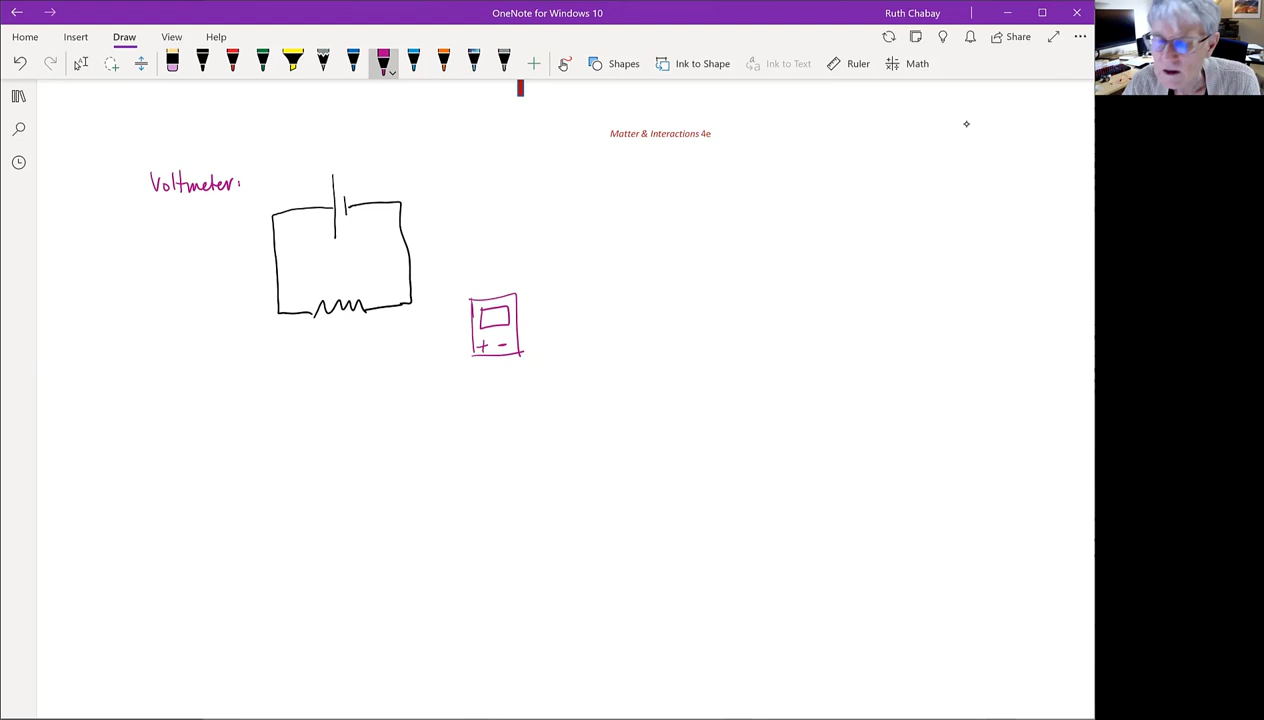 OneNote for Windows 10
Ruth Chabay
Home Insert Draw View Help
Share
Shapes Ink to Shape Ink to Text Ruler Math
Matter & Interactions 4e
Voltmeter:
+ -